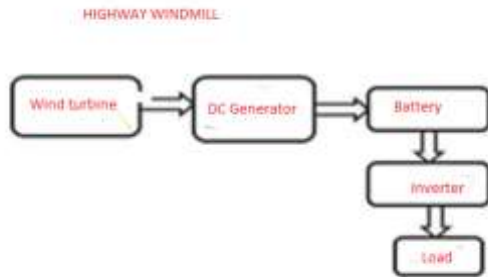 HIGHWAY WINDMILL
Wind turbine
DC Generator
Battery
Inverter
Load